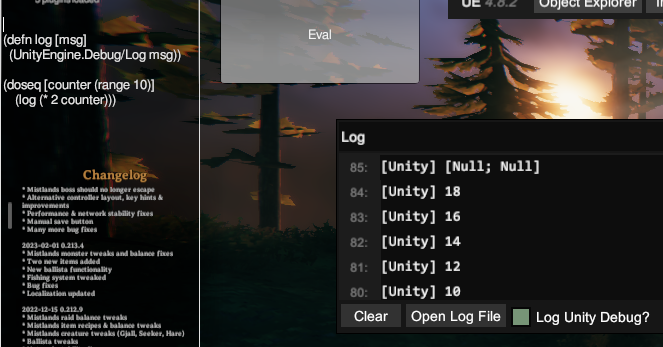 3 plugins loaded
(defn log [msg]
(UnityEngine.Debug/Log msg))
(doseq [counter (range 10)]
(log (* 2 counter)))
Eval
UE 4.8.2
Object Explorer
Changelog
* Mistlands boss should no longer escape
* Alternative controller layout, key hints &
improvements
* Performance & network stability fixes
* Manual save button
* Many more bug fixes
2023-02-01 0.213.4
* Mistlands monster tweaks and balance fixes
* Two new items added
* New ballista functionality
* Fishing system tweaked
* Bug fixes
* Localization updated
2022-12-15 0.212.9
* Mistlands raid balance tweaks
* Mistlands item recipes & balance tweaks
* Mistlands creature tweaks (Gjall, Seeker, Hare)
* Ballista tweaks
Log
85: [Unity] [Null; Null]
84: [Unity] 18
83: [Unity] 16
82: [Unity] 14
81: [Unity] 12
80: [Unity] 10
Clear
Open Log File
Log Unity Debug?